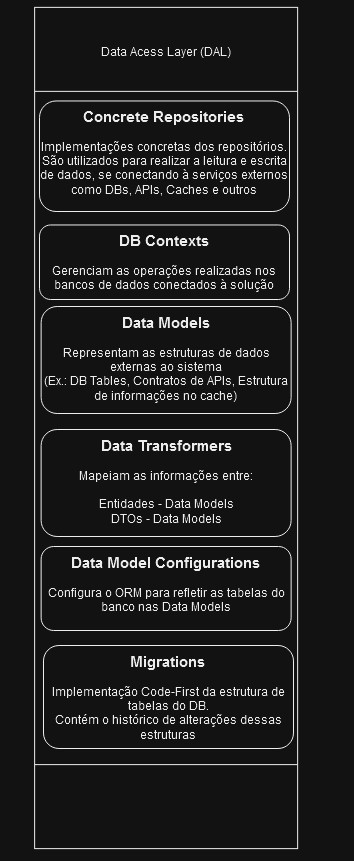 Data Acess Layer (DAL)
Concrete Repositories
Implementações concretas dos repositórios.
São utilizados para realizar a leitura e escrita
de dados, se conectando à serviços externos
como DBs, APIs, Caches e outros
DB Contexts
Gerenciam as operações realizadas nos
bancos de dados conectados à solução
Data Models
Representam as estruturas de dados
externas ao sistema
(Ex.: DB Tables, Contratos de APIs, Estrutura
de informações no cache)
Data Transformers
Mapeiam as informações entre:
Entidades - Data Models
DTOs - Data Models
Data Model Configurations
Configura o ORM para refletir as tabelas do
banco nas Data Models
Migrations
Implementação Code-First da estrutura de
tabelas do DB.
Contém o histórico de alterações dessas
estruturas